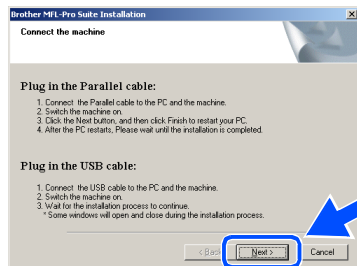 Brother MFL-Pro Suite Installation
Connect the machine
Plug in the Parallel cable:
1. Connect the Parallel cable to the PC and the machine.
2. Switch the machine on.
3. Click the Next button, and then click Finish to restart your PC.
4. After the PC restarts, Please wait until the installation is completed.
Plug in the USB cable:
1. Connect the USB cable to the PC and the machine.
2. Switch the machine on.
3. Wait for the installation process to continue.
* Some windows will open and close during the installation process.
< Back Next > Cancel